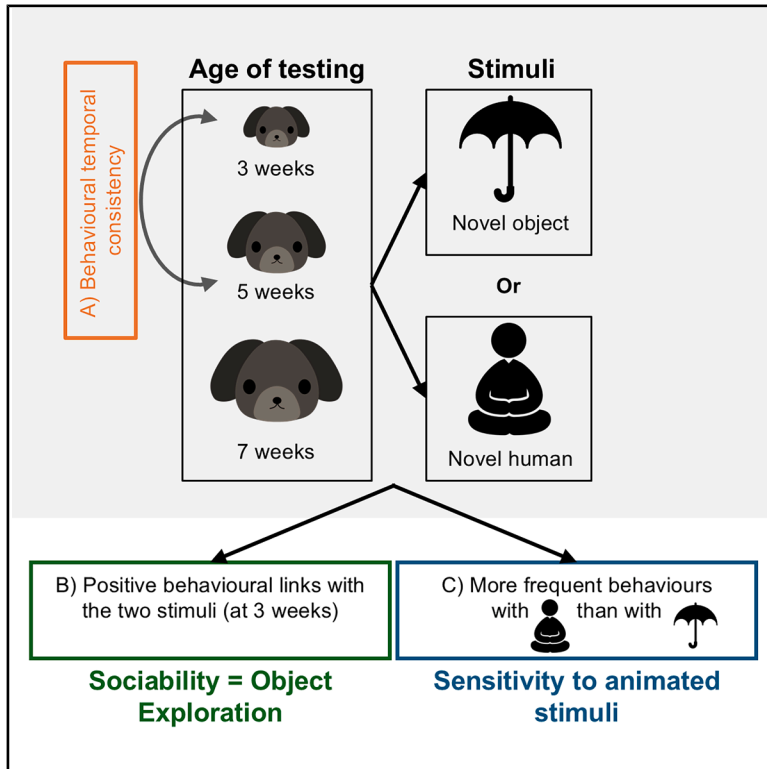 Age of testing
Stimuli
A) Behavioural temporal
consistency
3 weeks
5 weeks
7 weeks
Novel object
Or
Novel human
B) Positive behavioural links with
the two stimuli (at 3 weeks)
C) More frequent behaviours
with than with
Sociability = Object
Exploration
Sensitivity to animated
stimuli